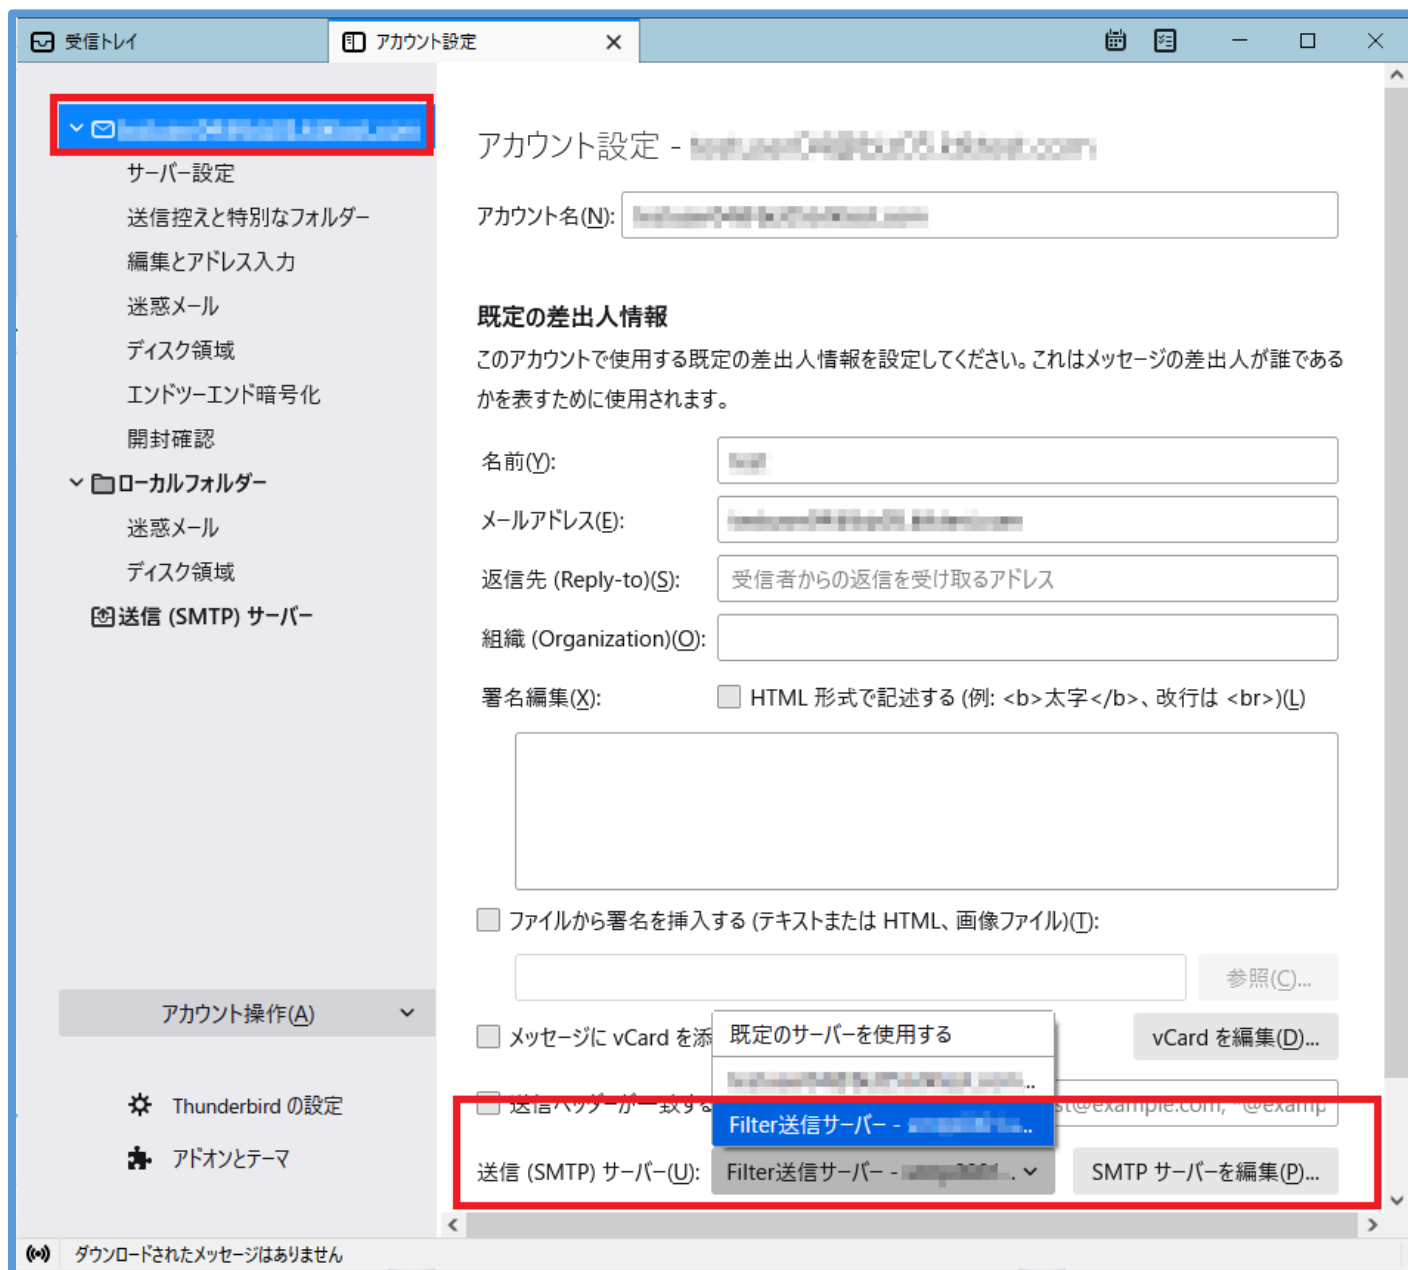 受信トレイ
アカウント設定
サーバー設定
送信控えと特別なフォルダー
編集とアドレス入力
迷惑メール
ディスク領域
エンドツーエンド暗号化
開封確認
ローカルフォルダー
迷惑メール
ディスク領域
送信 (SMTP) サーバー
アカウント操作(A)
Thunderbird の設定
アドオンとテーマ
アカウント設定 -
アカウント名(N):
既定の差出人情報
このアカウントで使用する既定の差出人情報を設定してください。これはメッセージの差出人が誰である
かを表すために使用されます。
名前(Y):
メールアドレス(E):
返信先 (Reply-to)(S): 受信者からの返信を受け取るアドレス
組織 (Organization)(O):
署名編集(X): HTML 形式で記述する (例: <b>太字</b>、改行は <br>)(L)
ファイルから署名を挿入する (テキストまたは HTML、画像ファイル)(T):
参照(C)...
メッセージに vCard を添 既定のサーバーを使用する vCard を編集(D)...
送信ヘッダーが一致する st@example.com, *@examp
Filter送信サーバー - ..
送信 (SMTP) サーバー(U): Filter送信サーバー - . SMTP サーバーを編集(P)...
ダウンロードされたメッセージはありません